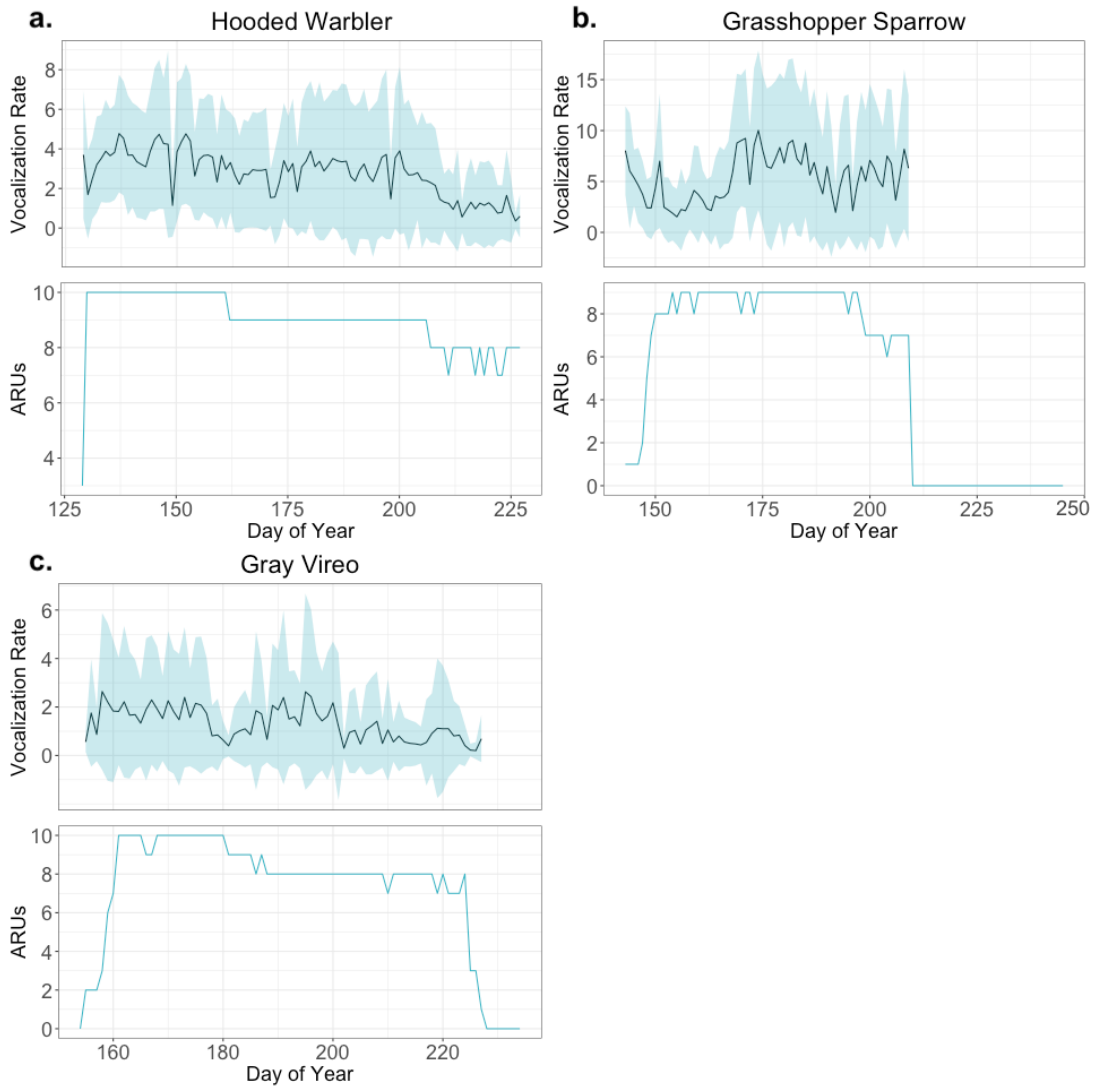 a. Hooded Warbler
Vocalization Rate
8
6
4
2
0
ARUs
10
8
6
4
125 150 175 200 225
Day of Year
b. Grasshopper Sparrow
Vocalization Rate
15
10
5
0
ARUs
8
6
4
2
0
150 175 200 225 250
Day of Year
c. Gray Vireo
Vocalization Rate
6
4
2
0
ARUs
10
8
6
4
2
0
160 180 200 220
Day of Year